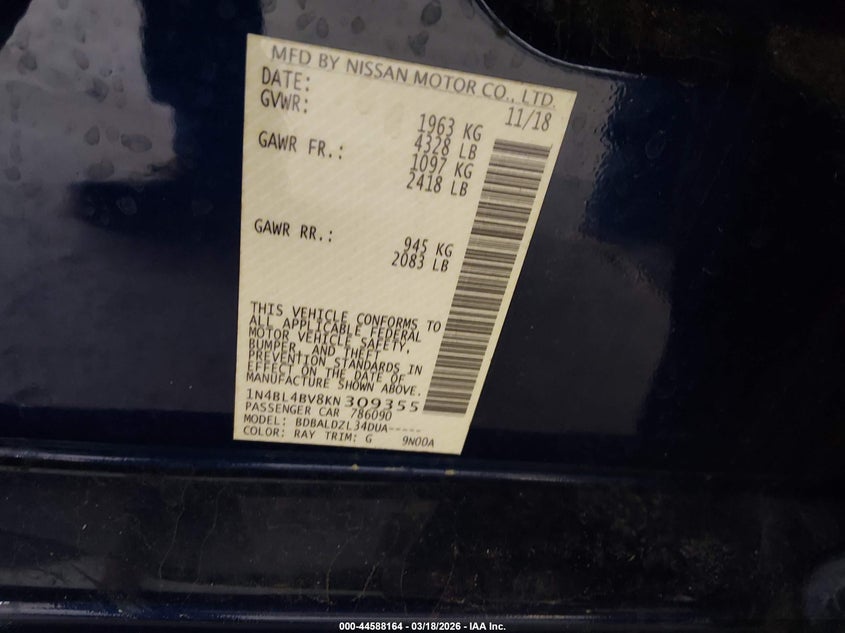 MFD BY NISSAN MOTOR CO., LTD.
DATE: 11/18
GVWR: 1963 KG
4328 LB
GAWR FR.: 1097 KG
2418 LB
GAWR RR.: 945 KG
2083 LB
THIS VEHICLE CONFORMS TO
ALL APPLICABLE FEDERAL
MOTOR VEHICLE SAFETY,
BUMPER, AND THEFT
PREVENTION STANDARDS IN
EFFECT ON THE DATE OF
MANUFACTURE SHOWN ABOVE.
1N4BL4BV8KN309355
PASSENGER CAR 786090
MODEL: BDBALDZL34DUA-----
COLOR: RAY TRIM: G 9N00A
000-44588164 - 03/18/2026 - IAA Inc.